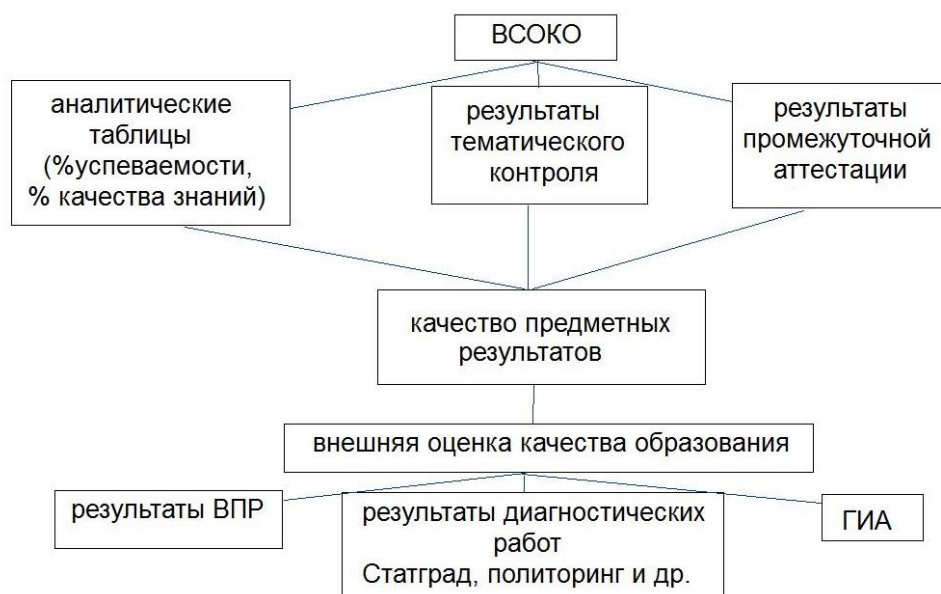 ВСОКО
аналитические
таблицы
(%успеваемости,
% качества знаний)
результаты
тематического
контроля
результаты
промежуточной
аттестации
качество предметных
результатов
внешняя оценка качества образования
результаты ВПР
результаты диагностических
работ
Статград, политоринг и др.
ГИА